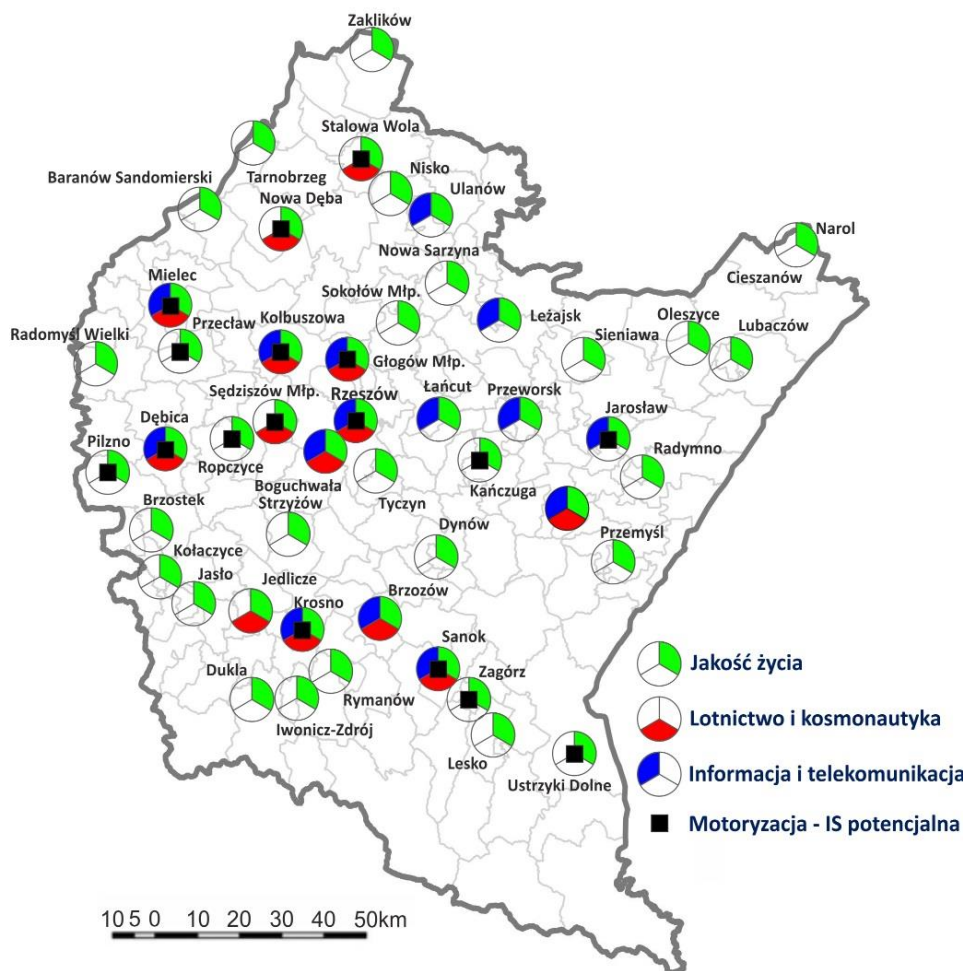 Zaklików
Stalowa Wola
Tarnobrzeg
Nisko
Baranów Sandomierski
Ulanów
Nowa Dęba
Narol
Nowa Sarzyna
Cieszanów
Mielec
Sokołów Młp.
Oleszyce
Leżajsk
Radomyśl Wielki
Przecław
Kolbuszowa
Sieniawa
Lubaczów
Głogów Młp.
Sędziszów Młp.
Rzeszów
Łańcut
Przeworsk
Dębica
Jarosław
Pilzno
Ropczyce
Radymno
Boguchwała
Tyczyn
Kańczuga
Brzostek
Strzyżów
Dynów
Przemyśl
Kołaczyce
Jasło
Jedlicze
Krosno
Brzozów
Sanok
Zagórz
Dukla
Rymanów
Iwonicz-Zdrój
Lesko
Ustrzyki Dolne
Jakość życia
Lotnictwo i kosmonautyka
Informacja i telekomunikacja
Motoryzacja - IS potencjalna
10 5 0 10 20 30 40 50km